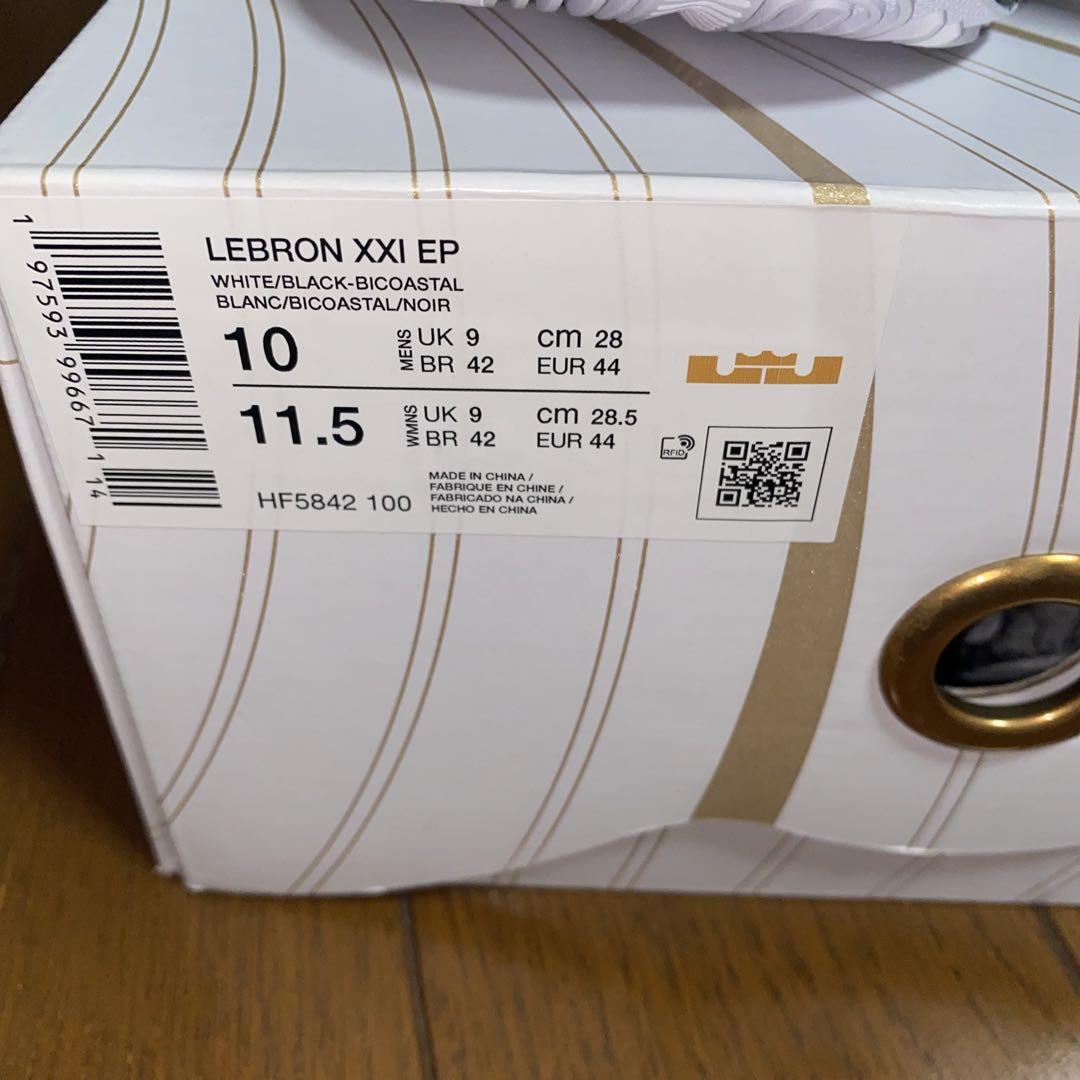 LEBRON XXI EP
WHITE/BLACK-BICOASTAL
BLANC/BICOASTAL/NOIR
10 MENS UK 9 cm 28
BR 42 EUR 44
11.5 WMNS UK 9 cm 28.5
BR 42 EUR 44
RFID
HF5842 100
MADE IN CHINA /
FABRIQUE EN CHINE /
FABRICADO NA CHINA /
HECHO EN CHINA
1 97593 99667 1 14